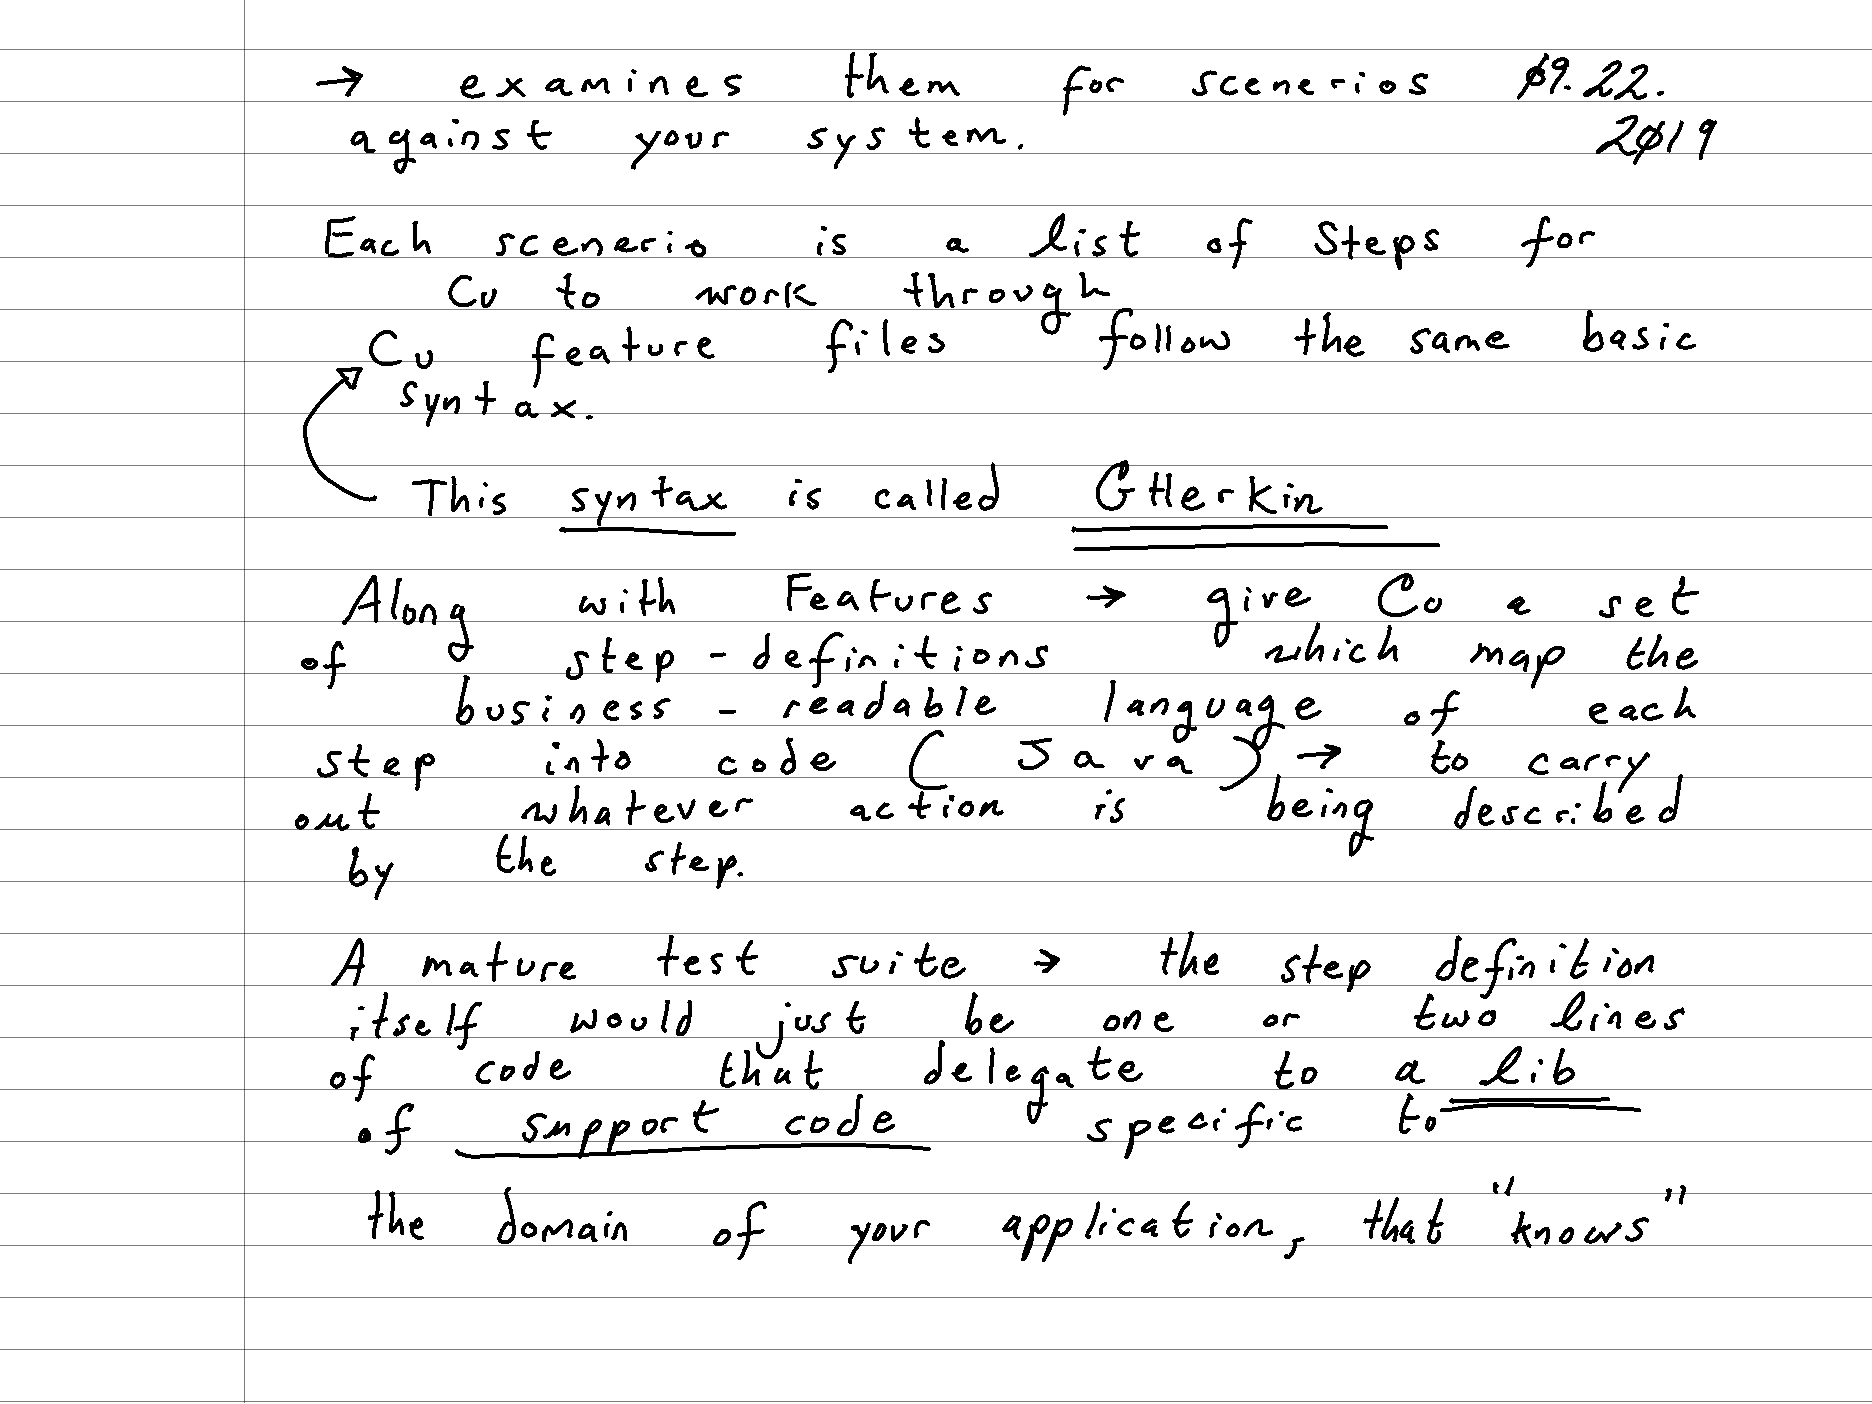 → examines them for scenerios 09.22.
against your system. 2019
Each scenerio is a list of Steps for
Cu to work through
Cu feature files follow the same basic
syntax.
This syntax is called GHerkin
Along with Features → give Cu a set
of step-definitions which map the
business-readable language of each
step into code (Java) → to carry
out whatever action is being described
by the step.
A mature test suite → the step definition
itself would just be one or two lines
of code that delegate to a lib
of support code specific to
the domain of your application, that "knows"